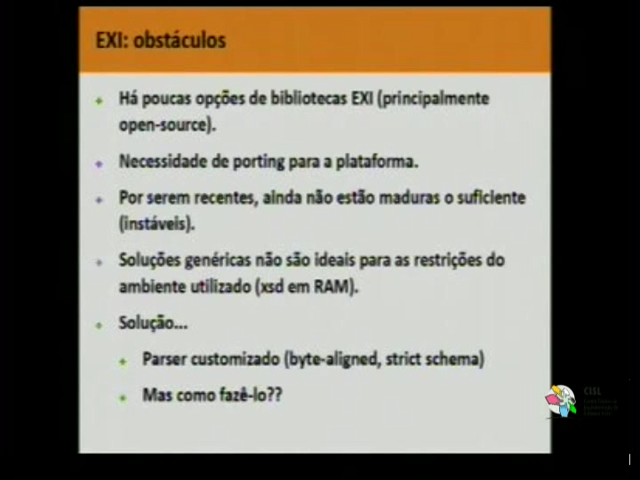 EXI: obstáculos
Há poucas opções de bibliotecas EXI (principalmente
open-source).
Necessidade de porting para a plataforma.
Por serem recentes, ainda não estão maduras o suficiente
(instáveis).
Soluções genéricas não são ideais para as restrições do
ambiente utilizado (xsd em RAM).
Solução...
Parser customizado (byte-aligned, strict schema)
Mas como fazê-lo??
CISL